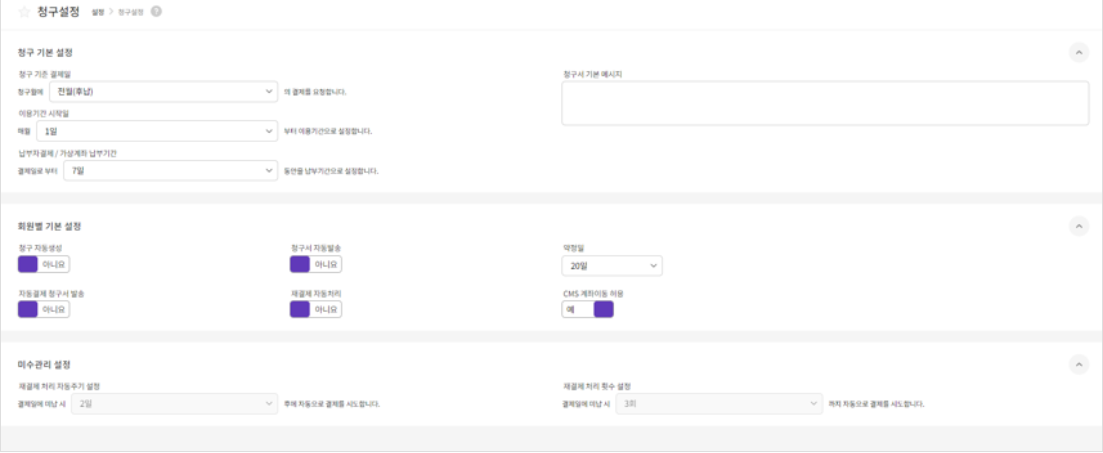 청구설정 설정 > 청구설정 ?
청구 기본 설정
청구 기준 결제일
청구월에 전월(후납) 의 결제를 요청합니다.
청구서 기본 메시지
이용기간 시작일
매월 1일 부터 이용기간으로 설정합니다.
납부자결제 / 가상계좌 납부기간
결제일로 부터 7일 동안을 납부기간으로 설정합니다.
회원별 기본 설정
청구 자동생성 청구서 자동발송 약정일
아니요 아니요 20일
자동결제 청구서 발송 재결제 자동처리 CMS 계좌이동 허용
아니요 아니요 예
미수관리 설정
재결제 처리 자동주기 설정 재결제 처리 횟수 설정
결제일에 미납 시 2일 후에 자동으로 결제를 시도합니다. 결제일에 미납 시 3회 까지 자동으로 결제를 시도합니다.